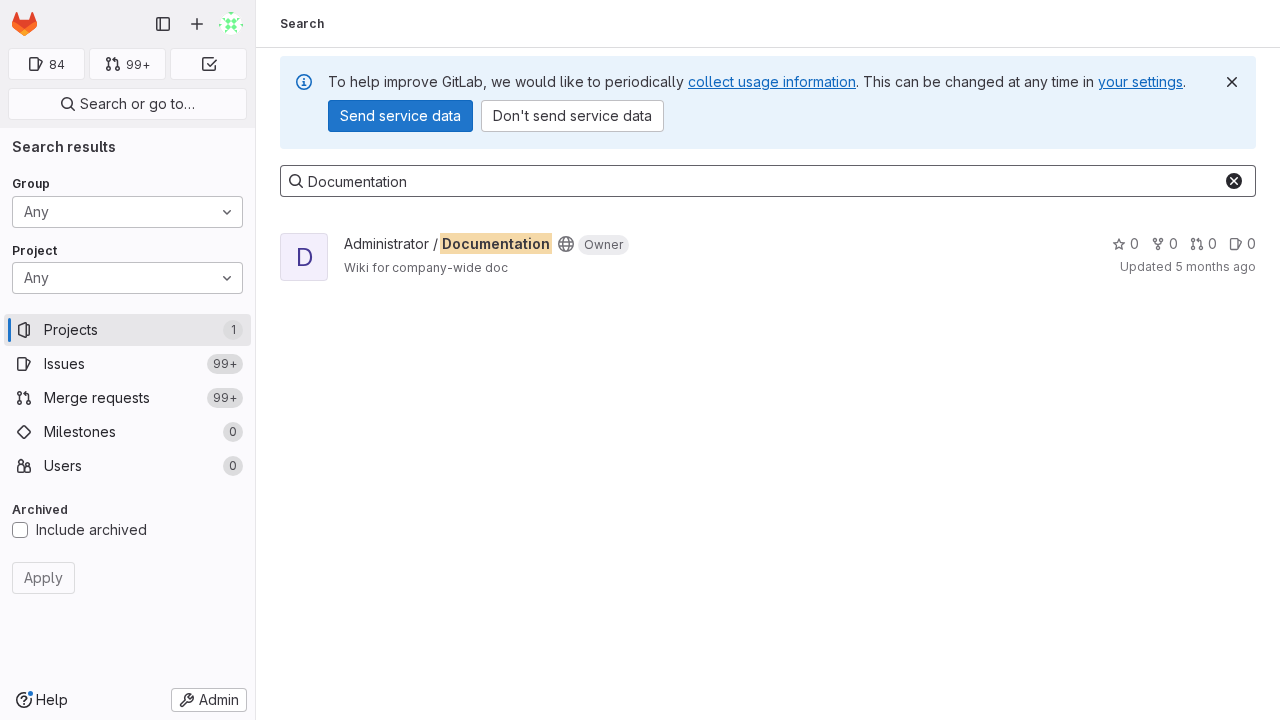 84
99+
Search or go to…
Search results
Group
Any
Project
Any
Projects 1
Issues 99+
Merge requests 99+
Milestones 0
Users 0
Archived
Include archived
Apply
Help
Admin
Search
To help improve GitLab, we would like to periodically collect usage information. This can be changed at any time in your settings.
Send service data
Don't send service data
Documentation
D
Administrator / Documentation Owner
0 0 0 0
Wiki for company-wide doc
Updated 5 months ago